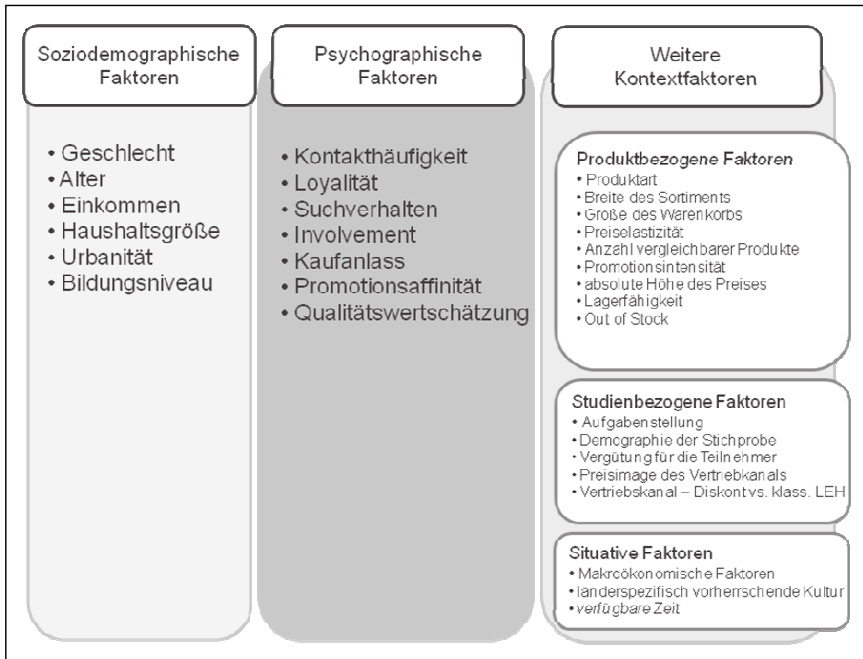 Soziodemographische
Faktoren
• Geschlecht
• Alter
• Einkommen
• Haushaltsgröße
• Urbanität
• Bildungsniveau
Psychographische
Faktoren
• Kontakthäufigkeit
• Loyalität
• Suchverhalten
• Involvement
• Kaufanlass
• Promotionsaffinität
• Qualitätswertschätzung
Weitere
Kontextfaktoren
Produktbezogene Faktoren
• Produktart
• Breite des Sortiments
• Größe des Warenkorbs
• Preiselastizität
• Anzahl vergleichbarer Produkte
• Promotionsintensität
• absolute Höhe des Preises
• Lagerfähigkeit
• Out of Stock
Studienbezogene Faktoren
• Aufgabenstellung
• Demographie der Stichprobe
• Vergütung für die Teilnehmer
• Preisimage des Vertriebkanals
• Vertriebskanal – Diskont vs. klass. LEH
Situative Faktoren
• Makroökonomische Faktoren
• länderspezifisch vorherrschende Kultur
• verfügbare Zeit